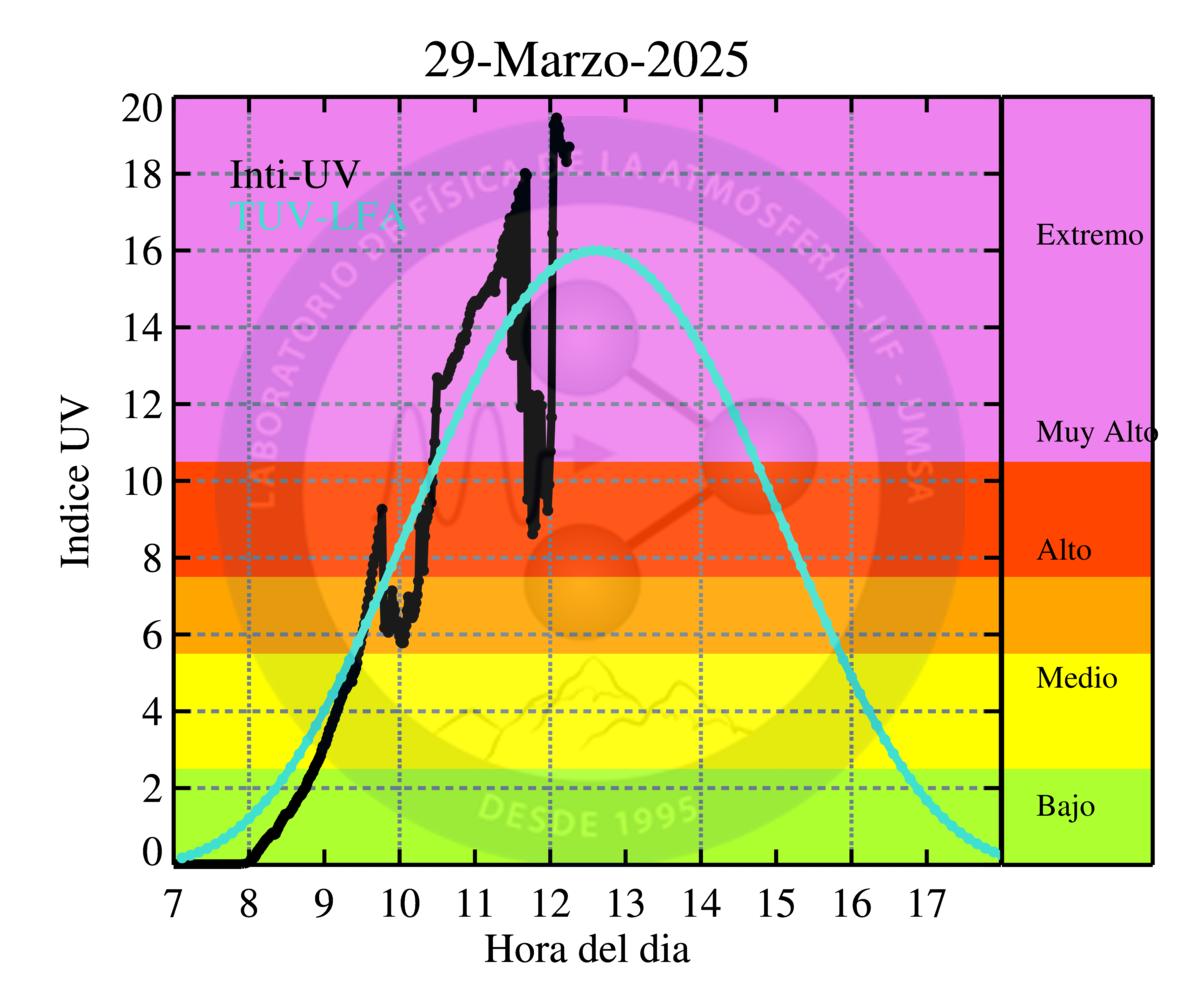 29-Marzo-2025
Inti-UV
TUV-LFA
LABORATORIO DE FÍSICA DE LA ATMÓSFERA - IIF - UMSA
DESDE 1995
Indice UV
20
18
16
14
12
10
8
6
4
2
0
Extremo
Muy Alto
Alto
Medio
Bajo
7 8 9 10 11 12 13 14 15 16 17
Hora del dia